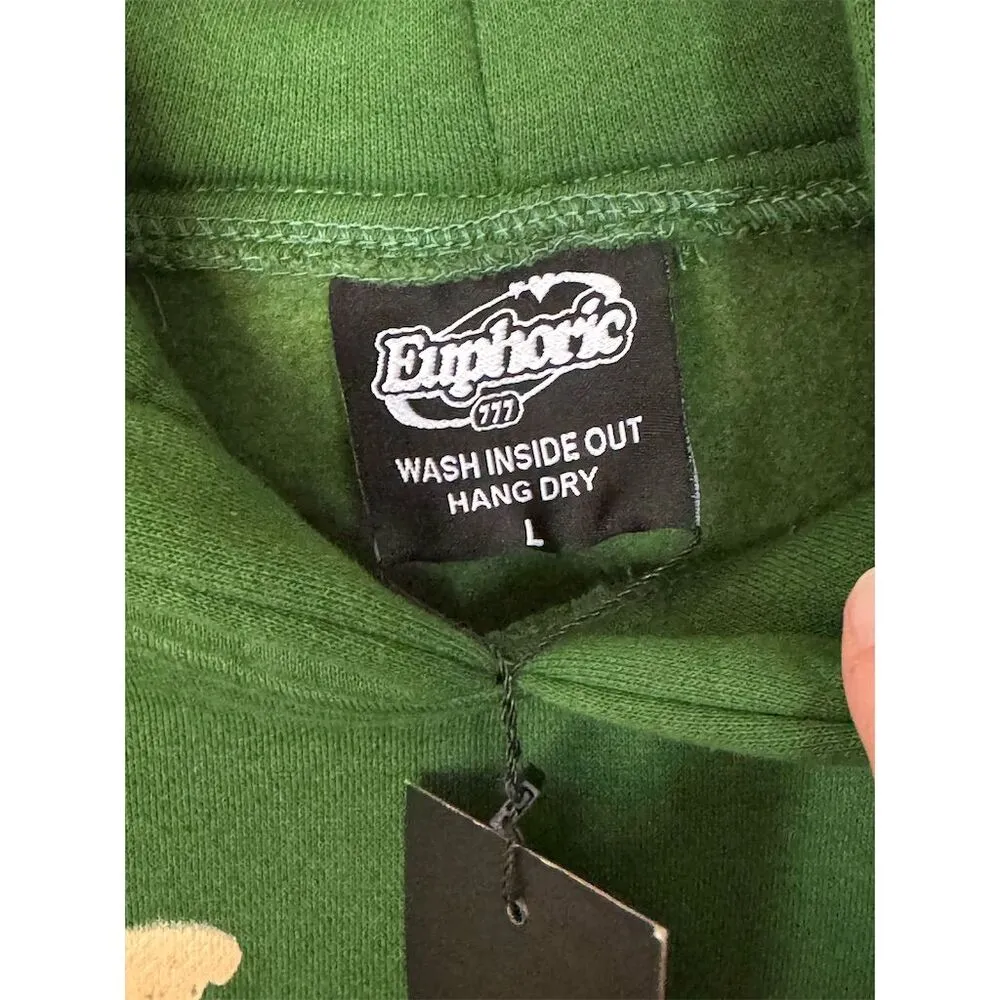 Euphoric
777
WASH INSIDE OUT
HANG DRY
L